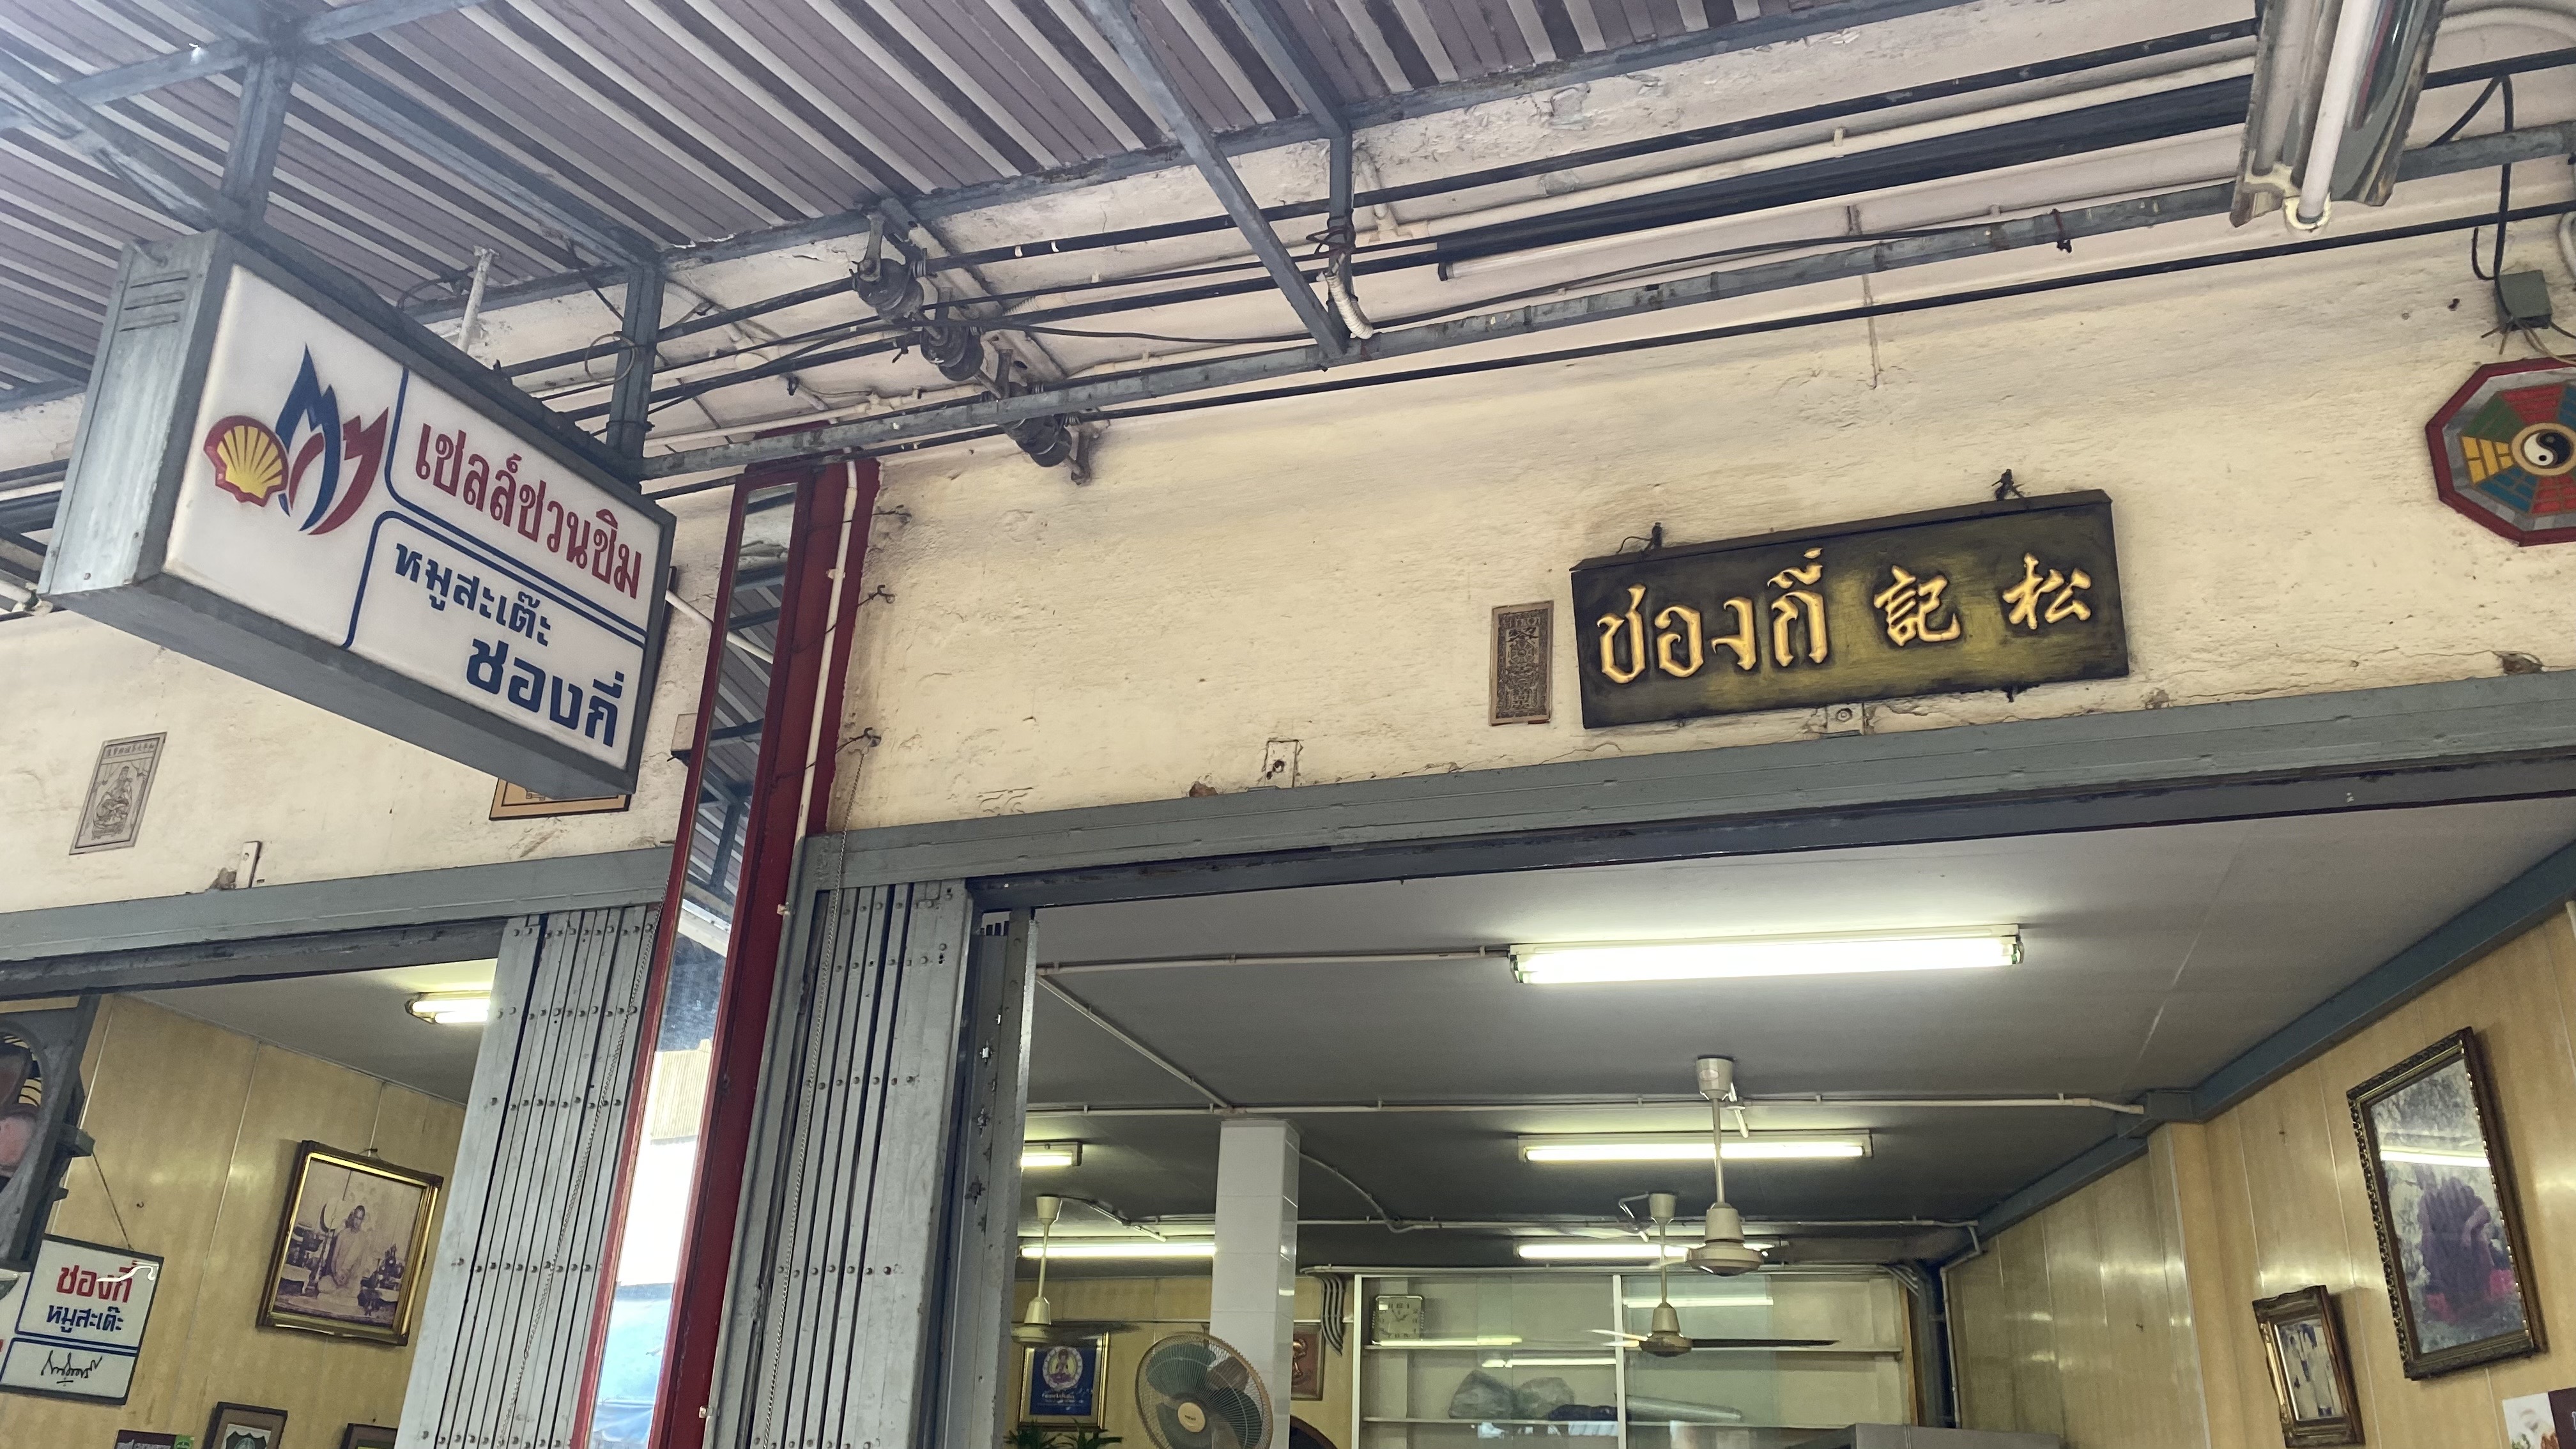 เชลล์ชวนชิม
หมูสะเต๊ะ
ชองกี่
ชองกี่ 記松
ชองกี่
หมูสะเต๊ะ